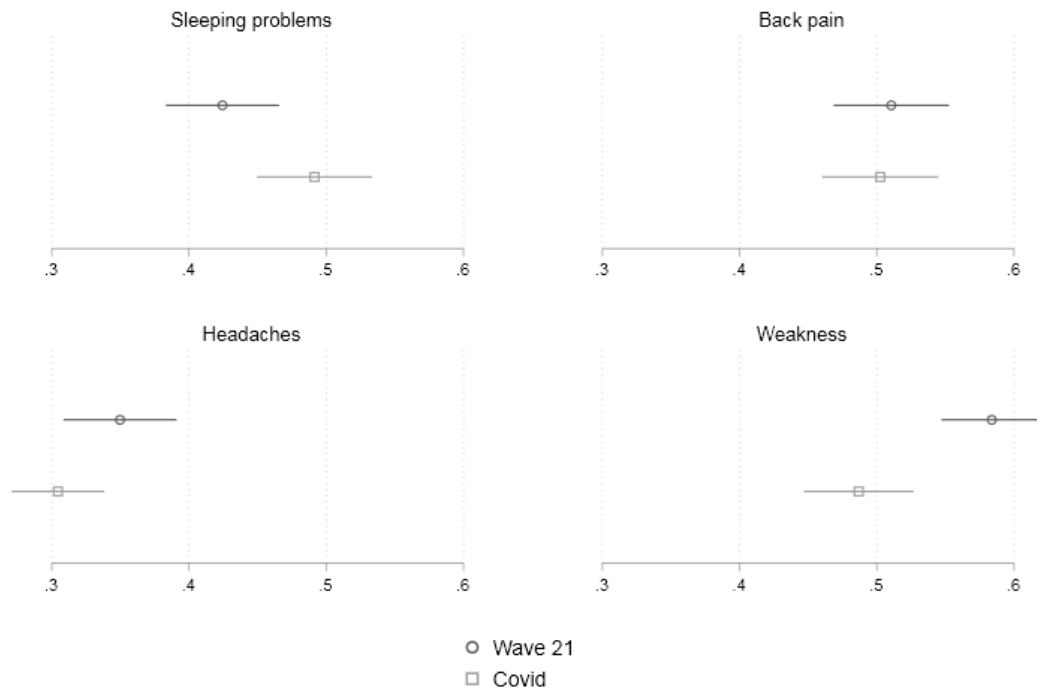 Sleeping problems
.3 .4 .5 .6
Back pain
.3 .4 .5 .6
Headaches
.3 .4 .5 .6
Weakness
.3 .4 .5 .6
Wave 21
Covid